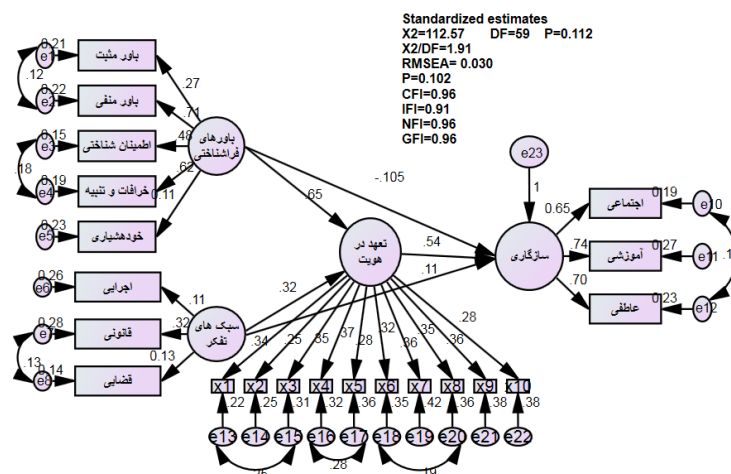 Standardized estimates
X2=112.57 DF=59 P=0.112
X2/DF=1.91
RMSEA= 0.030
P=0.102
CFI=0.96
IFI=0.91
NFI=0.96
GFI=0.96
0.21
e1
باور مثبت
.12
.27
0.22
e2
باور منفی
.71
0.15
e3
اطمینان شناختی
.48
باورهای
فراشناختی
.18
0.19
e4
خرافات و تنبیه
.62
0.23
e5
خودهشیاری
0.11
.65
-.105
e23
1
0.65
اجتماعی
0.19
e10
تعهد در
هویت
.54
سازگاری
.74
آموزشی
0.27
e11
.11
.70
عاطفی
0.23
e12
0.26
e6
اجرایی
.11
.32
0.28
قانونی
.32
سبک های
تفکر
.13
0.14
e8
قضایی
0.13
.34
.25
.35
.37
.28
.32
.36
.35
.36
.28
x1
x2
x3
x4
x5
x6
x7
x8
x9
x10
.22
.25
.31
.32
.36
.35
.42
.36
.38
.38
e13
e14
e15
e16
e17
e18
e19
e20
e21
e22
.28